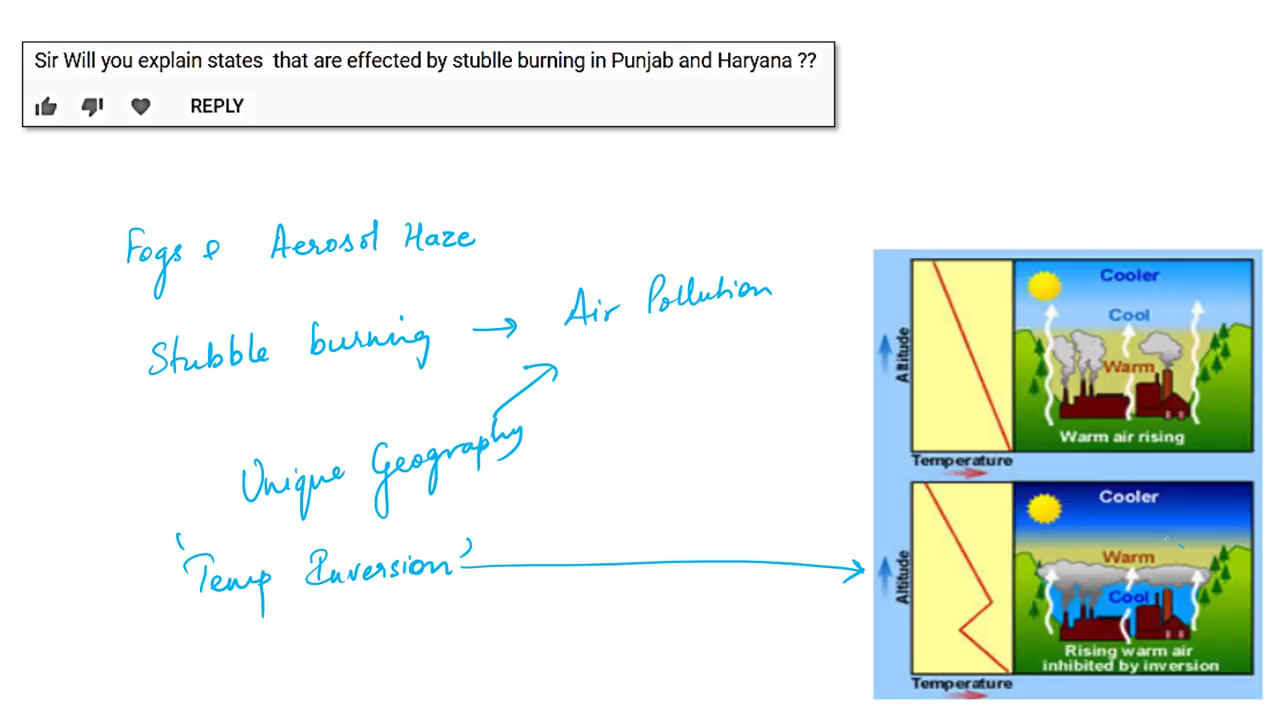 Sir Will you explain states that are effected by stublle burning in Punjab and Haryana ??
REPLY
Fogs & Aerosol Haze
Stubble burning → Air Pollution
Unique Geography
'Temp Inversion'
Cooler
Cool
Warm
Altitude
Warm air rising
Temperature
Cooler
Warm
Cool
Altitude
Rising warm air
inhibited by inversion
Temperature